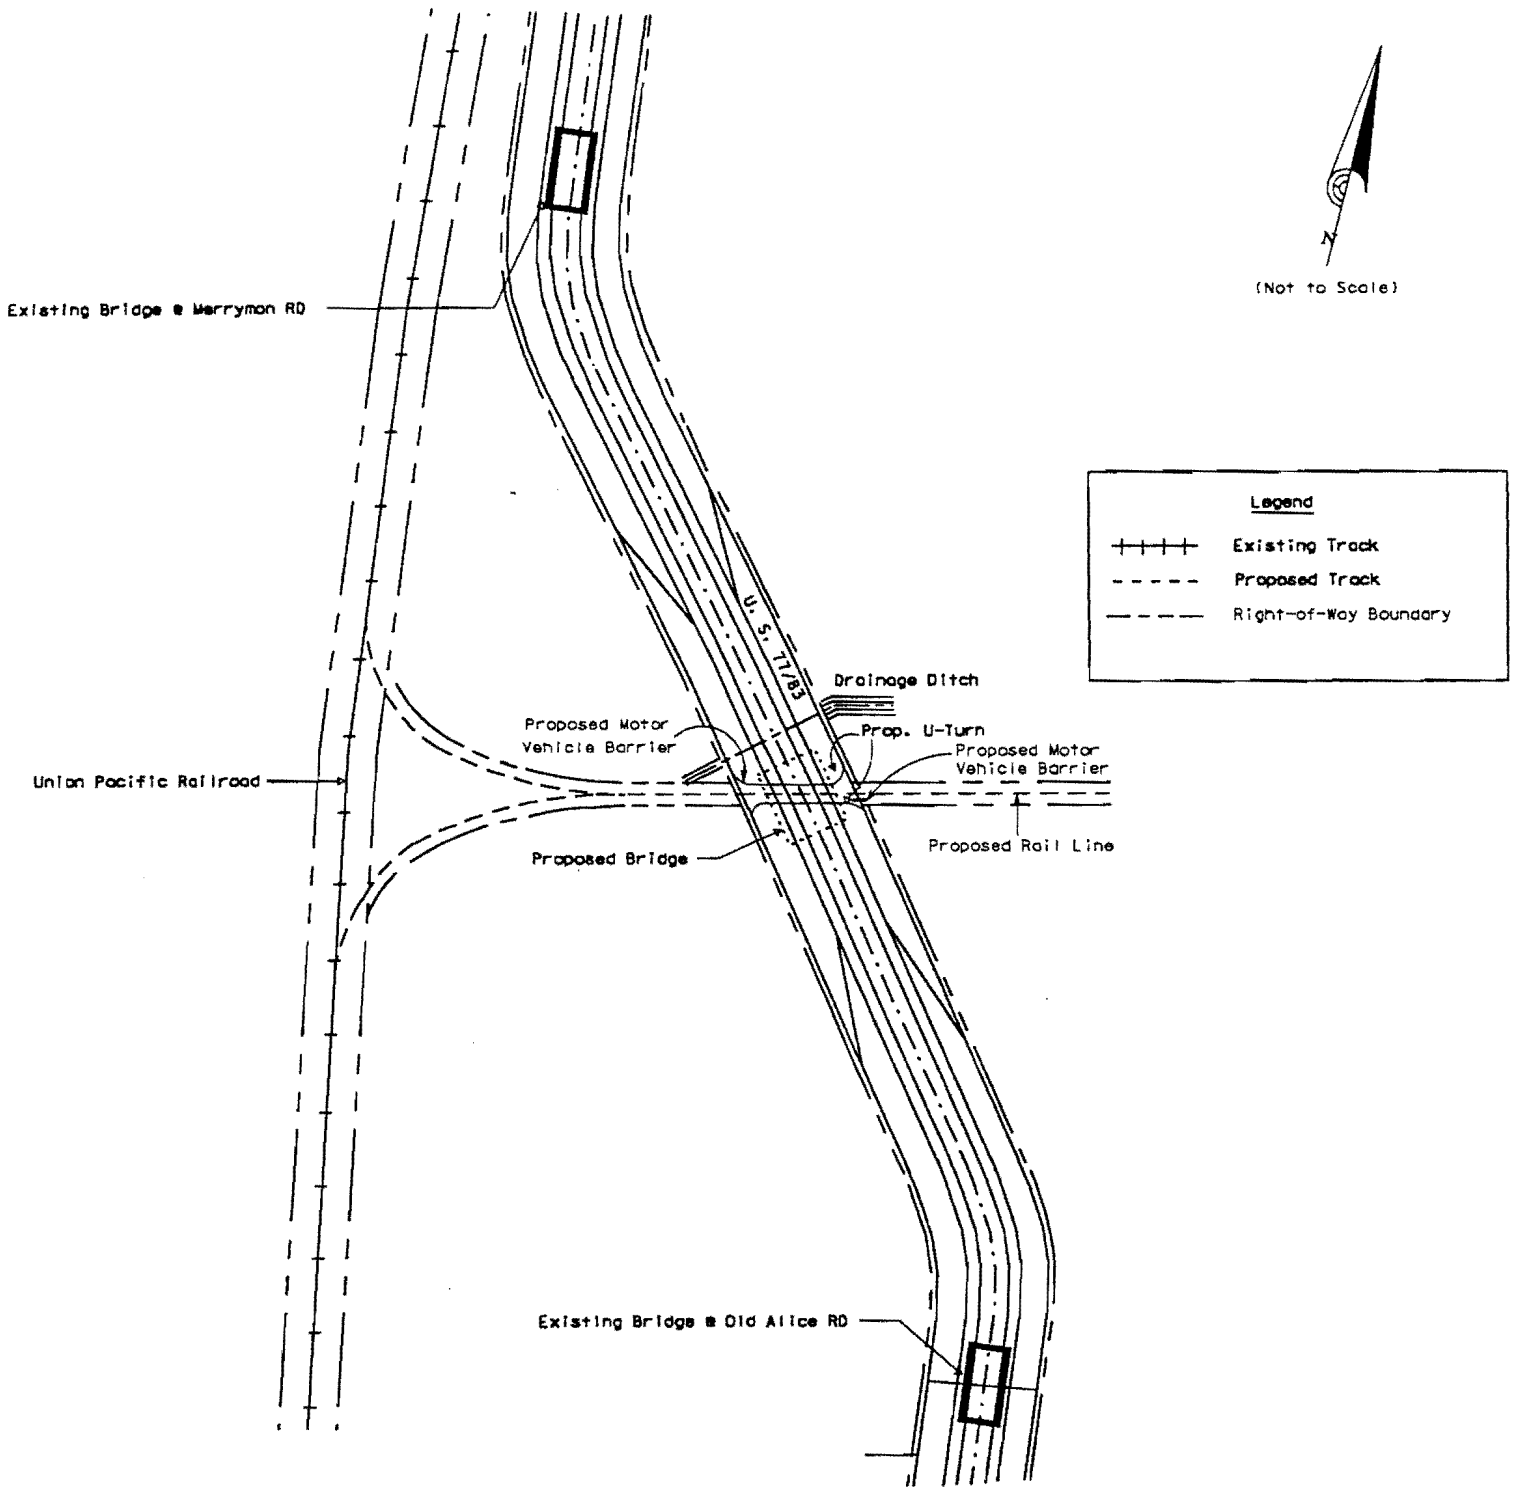 N
(Not to Scale)
Existing Bridge @ Merrymon RD
Legend
Existing Track
Proposed Track
Right-of-Way Boundary
U. S. 77/83
Drainage Ditch
Proposed Motor
Vehicle Barrier
Prop. U-Turn
Proposed Motor
Vehicle Barrier
Union Pacific Railroad
Proposed Rail Line
Proposed Bridge
Existing Bridge @ Old Alice RD